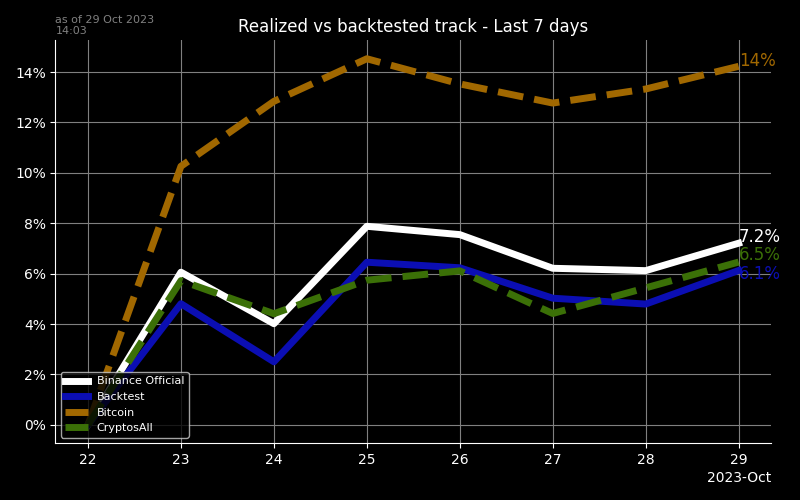 as of 29 Oct 2023
14:03
Realized vs backtested track - Last 7 days
14%
12%
10%
8%
6%
4%
2%
0%
14%
7.2%
6.5%
6.1%
Binance Official
Backtest
Bitcoin
CryptosAll
22 23 24 25 26 27 28 29
2023-Oct